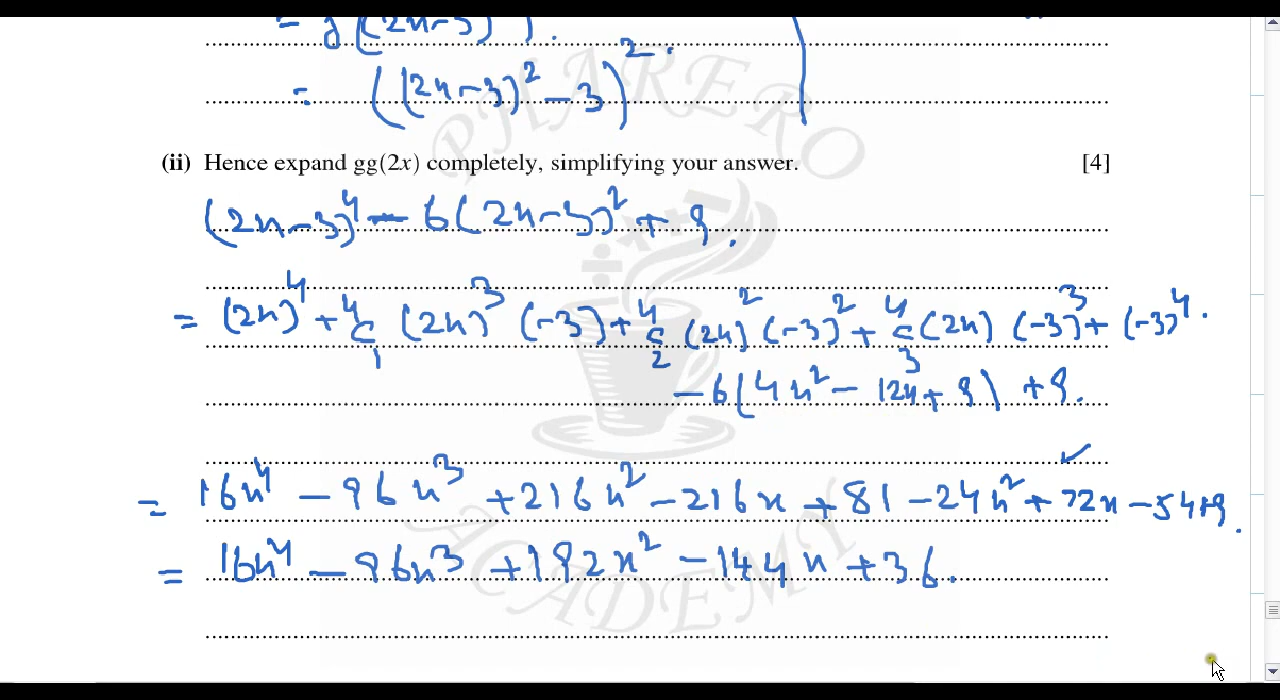 = g((2x-3)²).
= ((2x-3)² - 3)².
(ii) Hence expand gg(2x) completely, simplifying your answer. [4]
(2x-3)⁴ - 6(2x-3)² + 9.
= (2x)⁴ + ⁴C₁ (2x)³ (-3) + ⁴C₂ (2x)² (-3)² + ⁴C₃ (2x) (-3)³ + (-3)⁴.
- 6(4x² - 12x + 9) + 9.
= 16x⁴ - 96x³ + 216x² - 216x + 81 - 24x² + 72x - 54 + 9.
= 16x⁴ - 96x³ + 192x² - 144x + 36.
PHARERO
ACADEMY